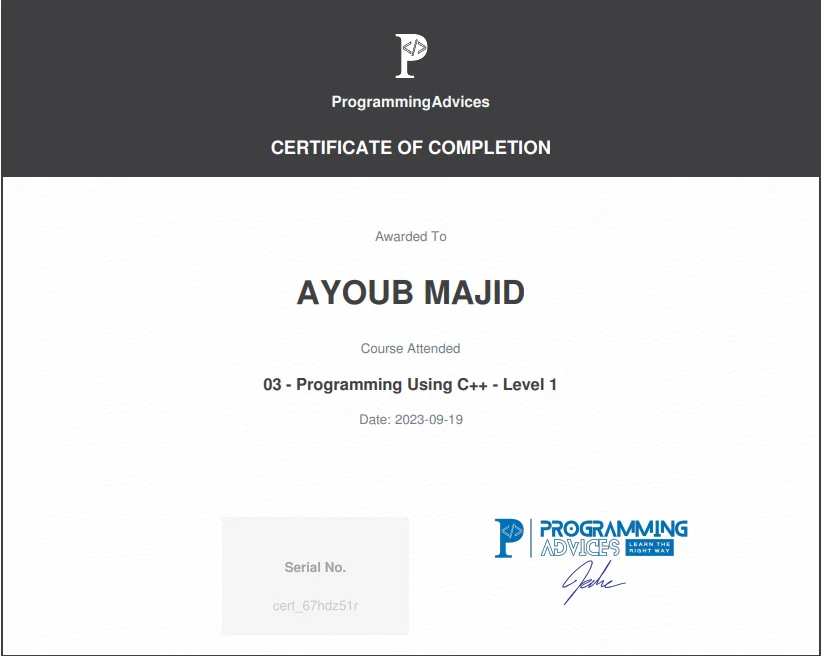 P
ProgrammingAdvices
CERTIFICATE OF COMPLETION
Awarded To
AYOUB MAJID
Course Attended
03 - Programming Using C++ - Level 1
Date: 2023-09-19
Serial No.
cert_67hdz51r
P
PROGRAMMING
ADVICES LEARN THE RIGHT WAY